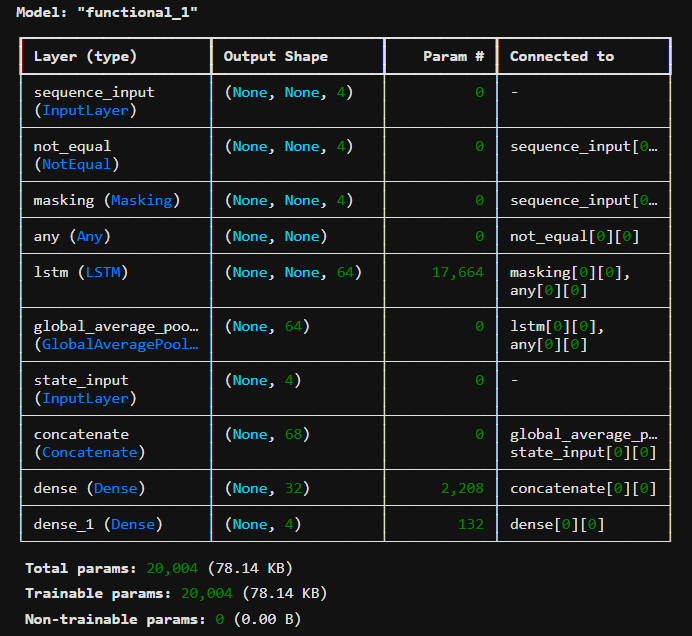 Model: "functional_1"
Layer (type) Output Shape Param # Connected to
sequence_input (None, None, 4) 0 -
(InputLayer)
not_equal (None, None, 4) 0 sequence_input[0…
(NotEqual)
masking (Masking) (None, None, 4) 0 sequence_input[0…
any (Any) (None, None) 0 not_equal[0][0]
lstm (LSTM) (None, None, 64) 17,664 masking[0][0],
any[0][0]
global_average_poo… (None, 64) 0 lstm[0][0],
(GlobalAveragePool… any[0][0]
state_input (None, 4) 0 -
(InputLayer)
concatenate (None, 68) 0 global_average_p…
(Concatenate) state_input[0][0]
dense (Dense) (None, 32) 2,208 concatenate[0][0]
dense_1 (Dense) (None, 4) 132 dense[0][0]
Total params: 20,004 (78.14 KB)
Trainable params: 20,004 (78.14 KB)
Non-trainable params: 0 (0.00 B)